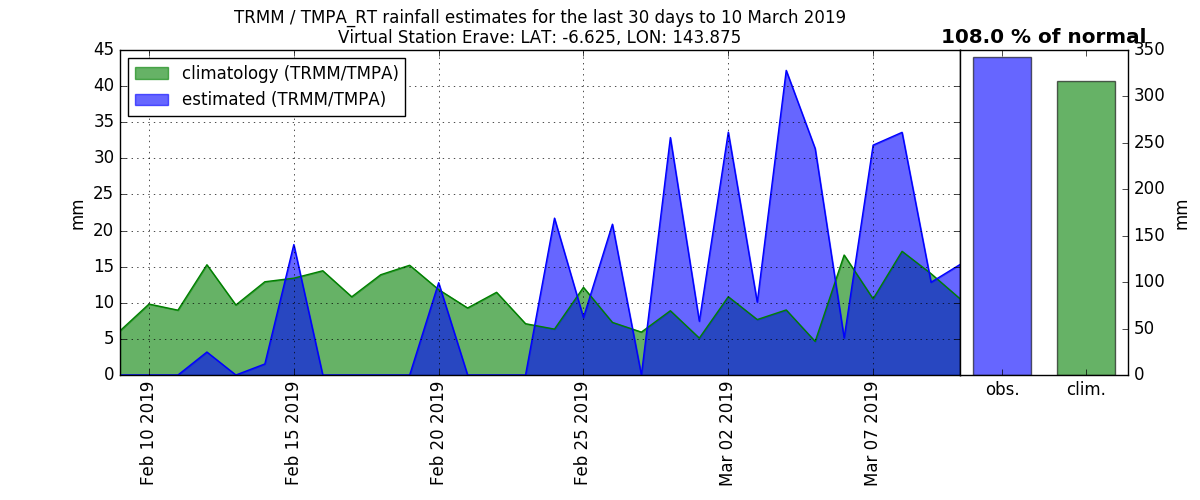 TRMM / TMPA_RT rainfall estimates for the last 30 days to 10 March 2019
Virtual Station Erave: LAT: -6.625, LON: 143.875
108.0 % of normal
climatology (TRMM/TMPA)
estimated (TRMM/TMPA)
45
40
35
30
25
20
15
10
5
0
mm
Feb 10 2019
Feb 15 2019
Feb 20 2019
Feb 25 2019
Mar 02 2019
Mar 07 2019
350
300
250
200
150
100
50
0
mm
obs.
clim.